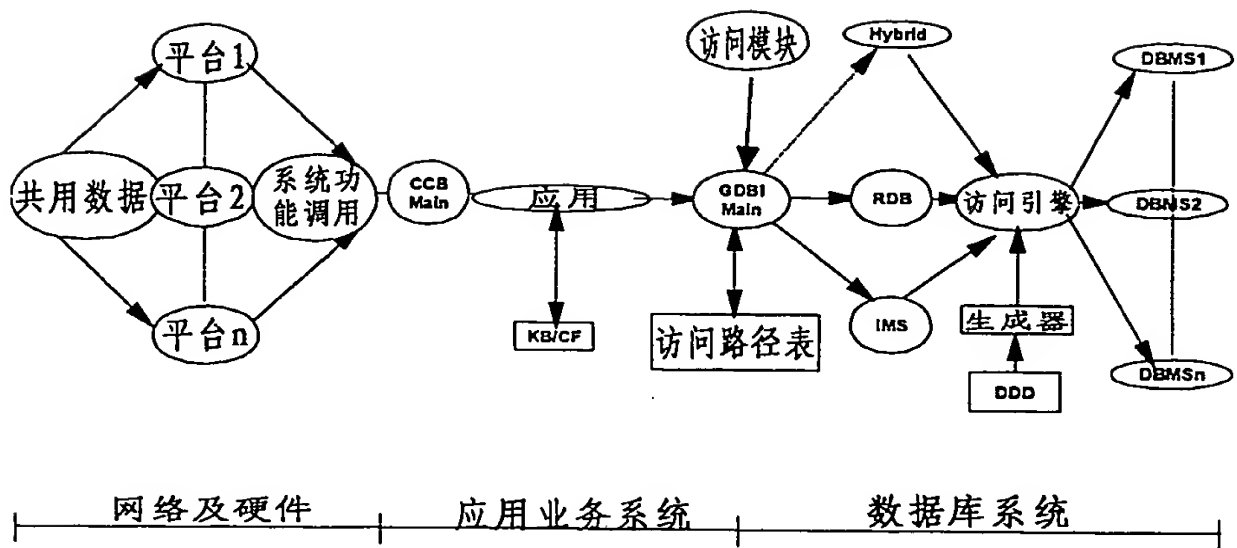 平台1
共用数据
平台2
系统功
能调用
平台n
CCB
Main
应用
KB/CF
访问模块
GDBI
Main
访问路径表
Hybrid
RDB
IMS
访问引擎
生成器
DDD
DBMS1
DBMS2
DBMSn
网络及硬件
应用业务系统
数据库系统